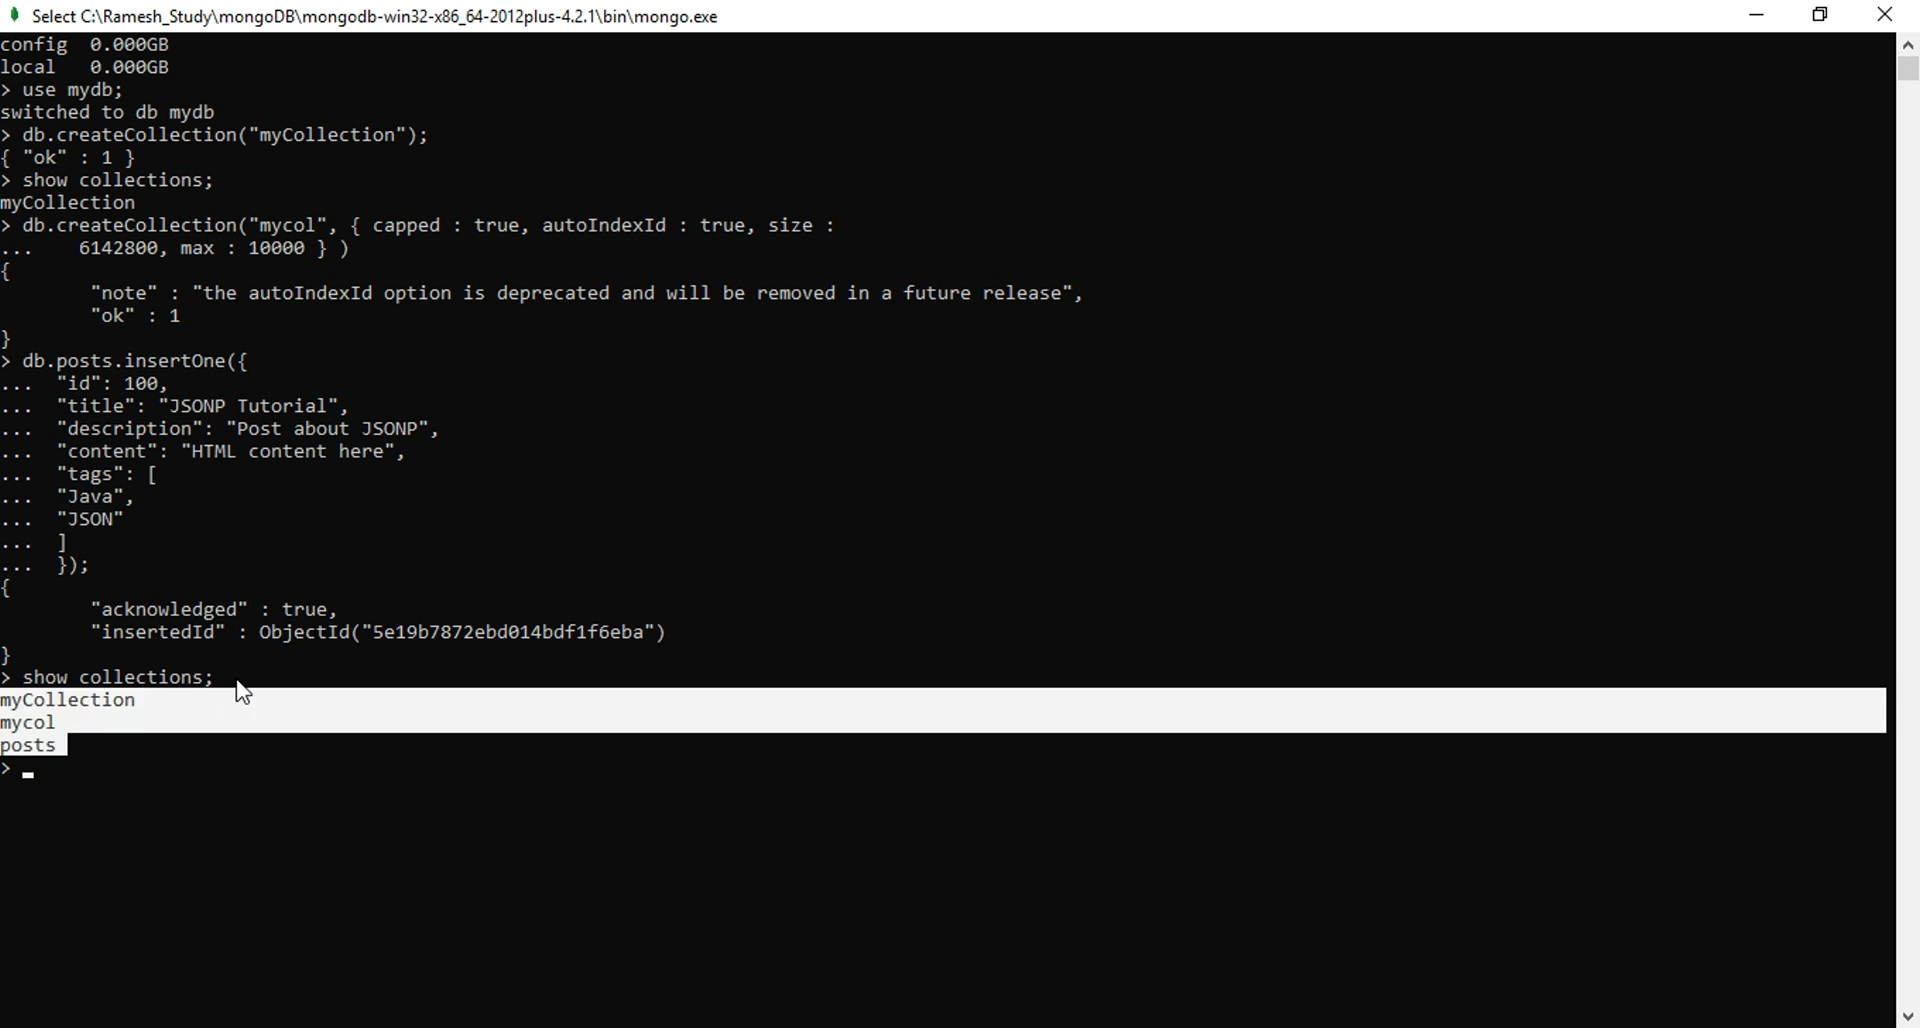 Select C:\Ramesh_Study\mongoDB\mongodb-win32-x86_64-2012plus-4.2.1\bin\mongo.exe
config  0.000GB
local   0.000GB
> use mydb;
switched to db mydb
> db.createCollection("myCollection");
{ "ok" : 1 }
> show collections;
myCollection
> db.createCollection("mycol", { capped : true, autoIndexId : true, size :
...    6142800, max : 10000 } )
{
        "note" : "the autoIndexId option is deprecated and will be removed in a future release",
        "ok" : 1
}
> db.posts.insertOne({
...  "id": 100,
...  "title": "JSONP Tutorial",
...  "description": "Post about JSONP",
...  "content": "HTML content here",
...  "tags": [
...  "Java",
...  "JSON"
...  ]
...  });
{
        "acknowledged" : true,
        "insertedId" : ObjectId("5e19b7872ebd014bdf1f6eba")
}
> show collections;
myCollection
mycol
posts
>